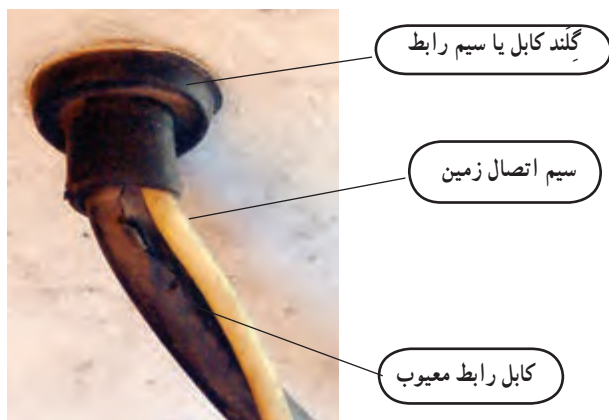 گِلَند کابل یا سیم رابط
سیم اتصال زمین
کابل رابط معیوب